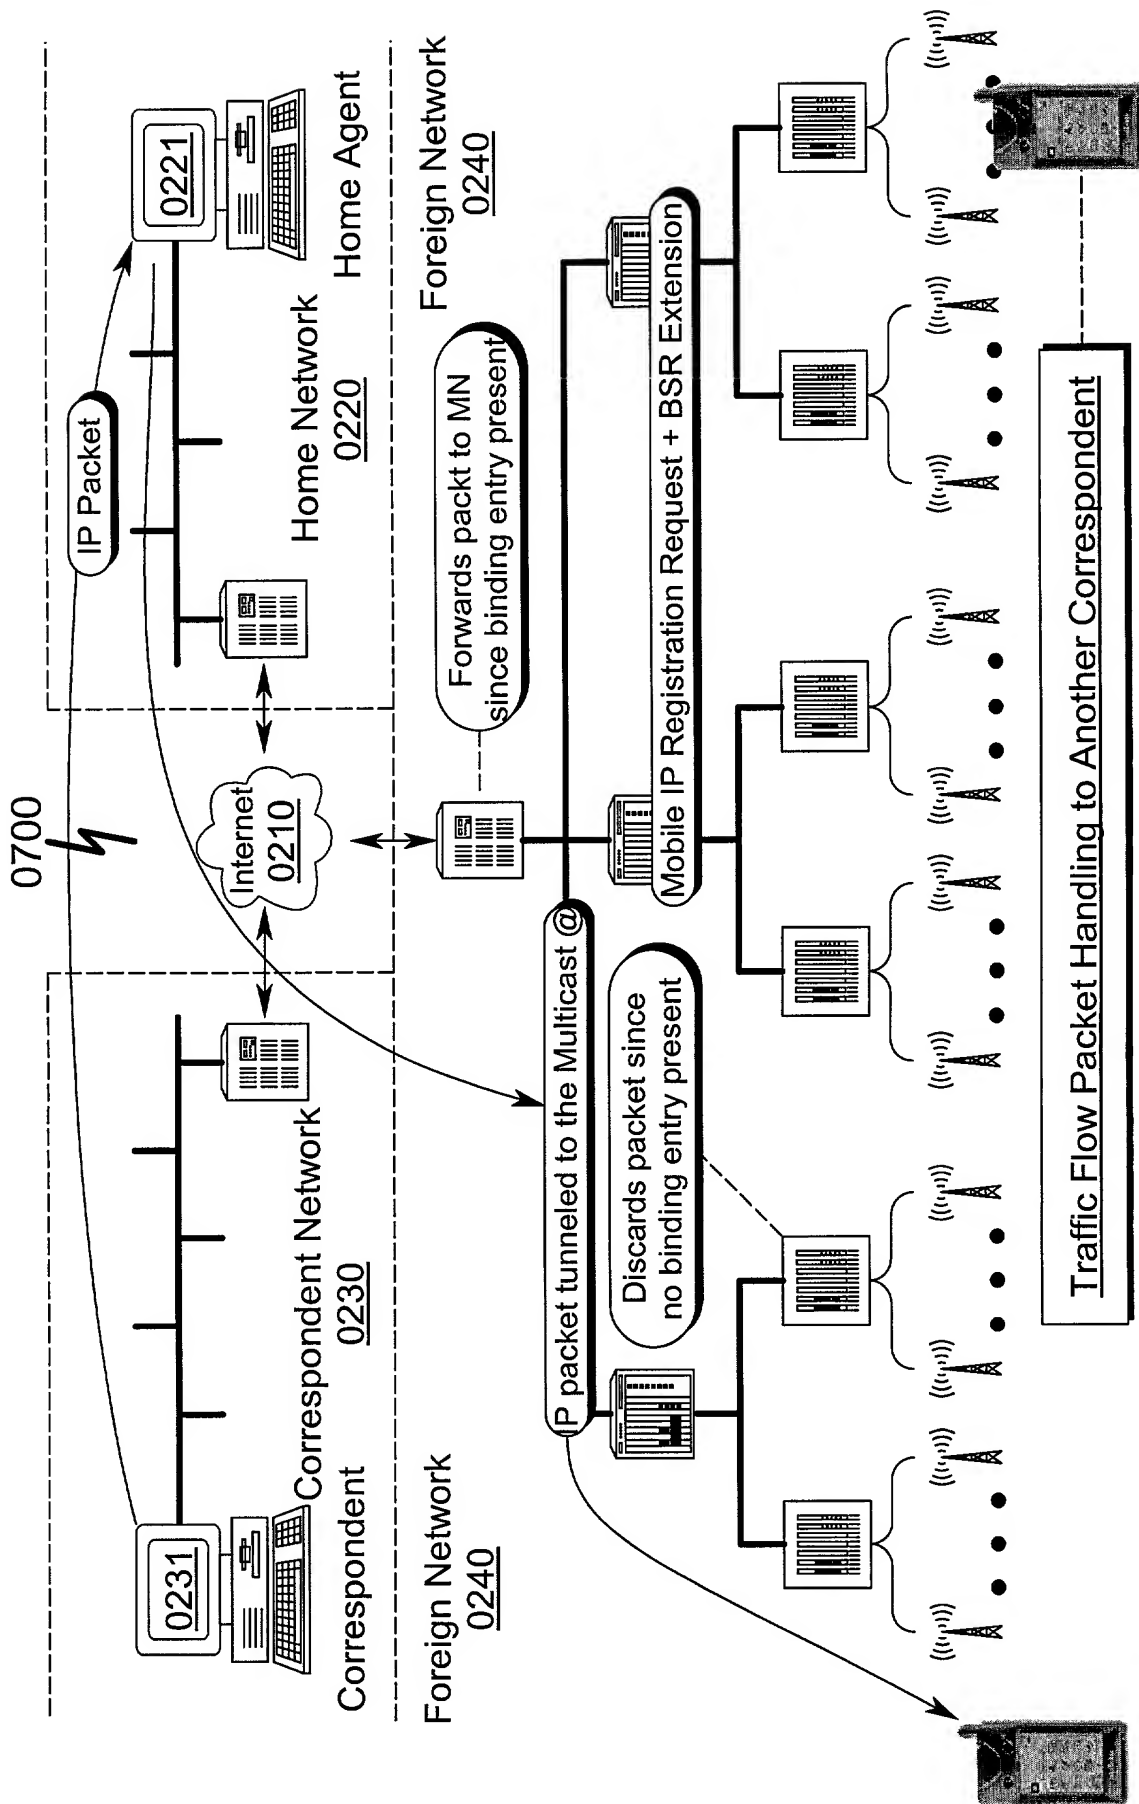 0700
IP Packet
0231
Correspondent
Correspondent Network
0230
Internet
0210
Home Network
0220
0221
Home Agent
Foreign Network
0240
Foreign Network
0240
Forwards packt to MN
since binding entry present
IP packet tunneled to the Multicast @
Mobile IP Registration Request + BSR Extension
Discards packet since
no binding entry present
Traffic Flow Packet Handling to Another Correspondent